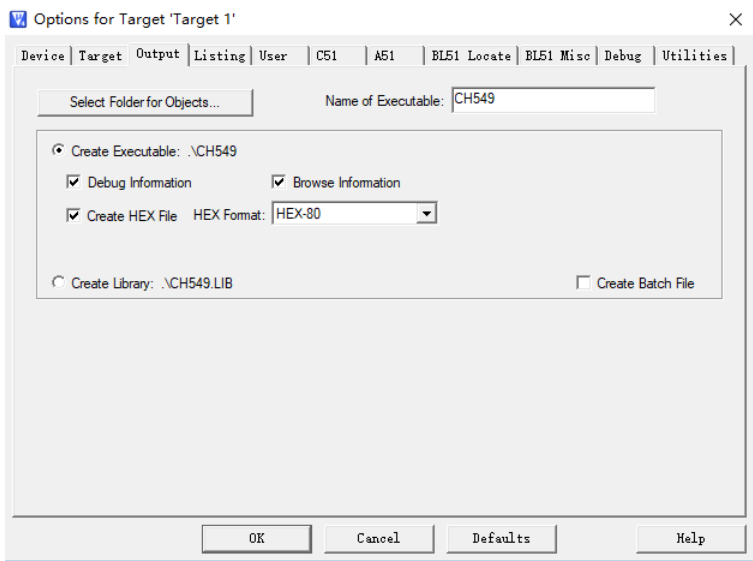 Options for Target 'Target 1'
Device Target Output Listing User C51 A51 BL51 Locate BL51 Misc Debug Utilities
Select Folder for Objects... Name of Executable: CH549
Create Executable: .\CH549
Debug Information Browse Information
Create HEX File HEX Format: HEX-80
Create Library: .\CH549.LIB Create Batch File
OK Cancel Defaults Help